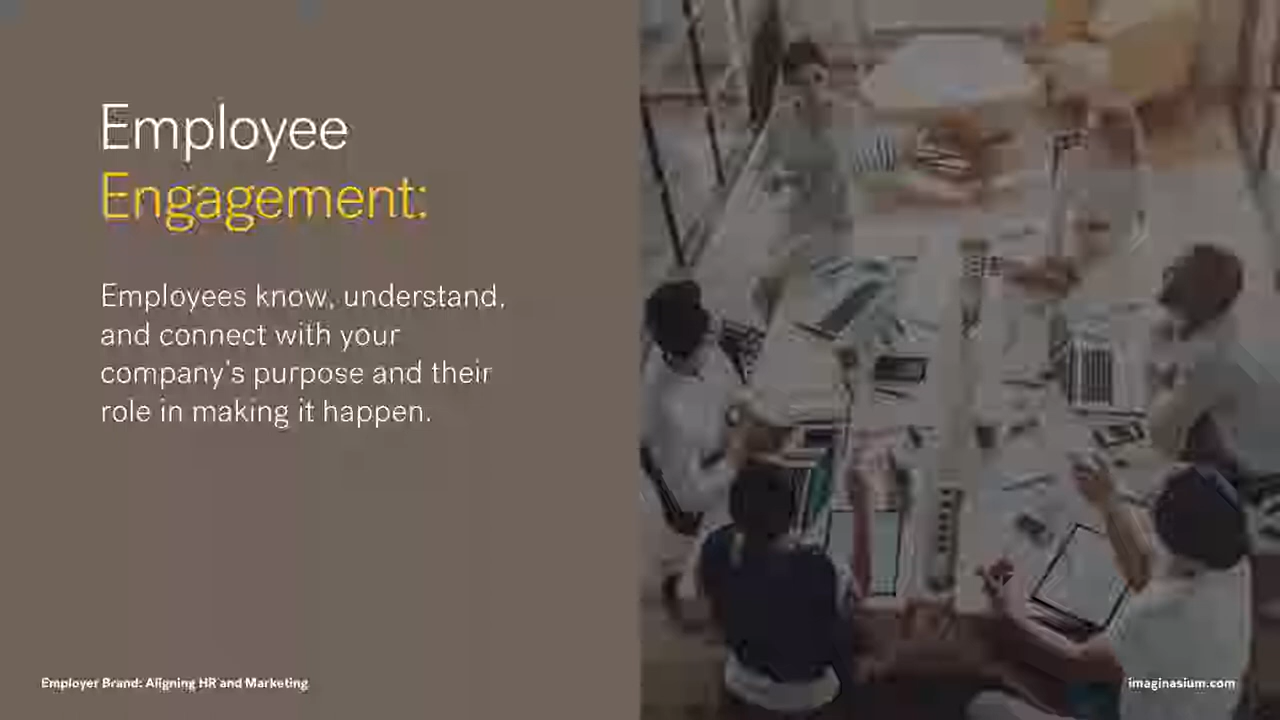 Employee
Engagement:
Employees know, understand,
and connect with your
company's purpose and their
role in making it happen.
Employer Brand: Aligning HR and Marketing
imaginasium.com